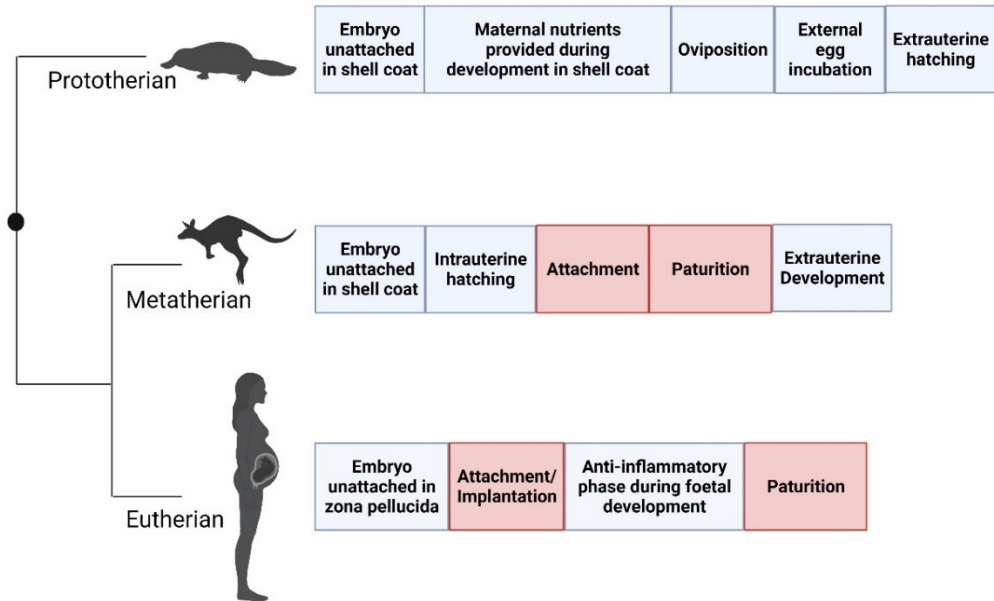 Prototherian
Embryo
unattached
in shell coat
Maternal nutrients
provided during
development in shell coat
Oviposition
External
egg
incubation
Extrauterine
hatching
Metatherian
Embryo
unattached
in shell coat
Intrauterine
hatching
Attachment
Paturition
Extrauterine
Development
Eutherian
Embryo
unattached in
zona pellucida
Attachment/
Implantation
Anti-inflammatory
phase during foetal
development
Paturition